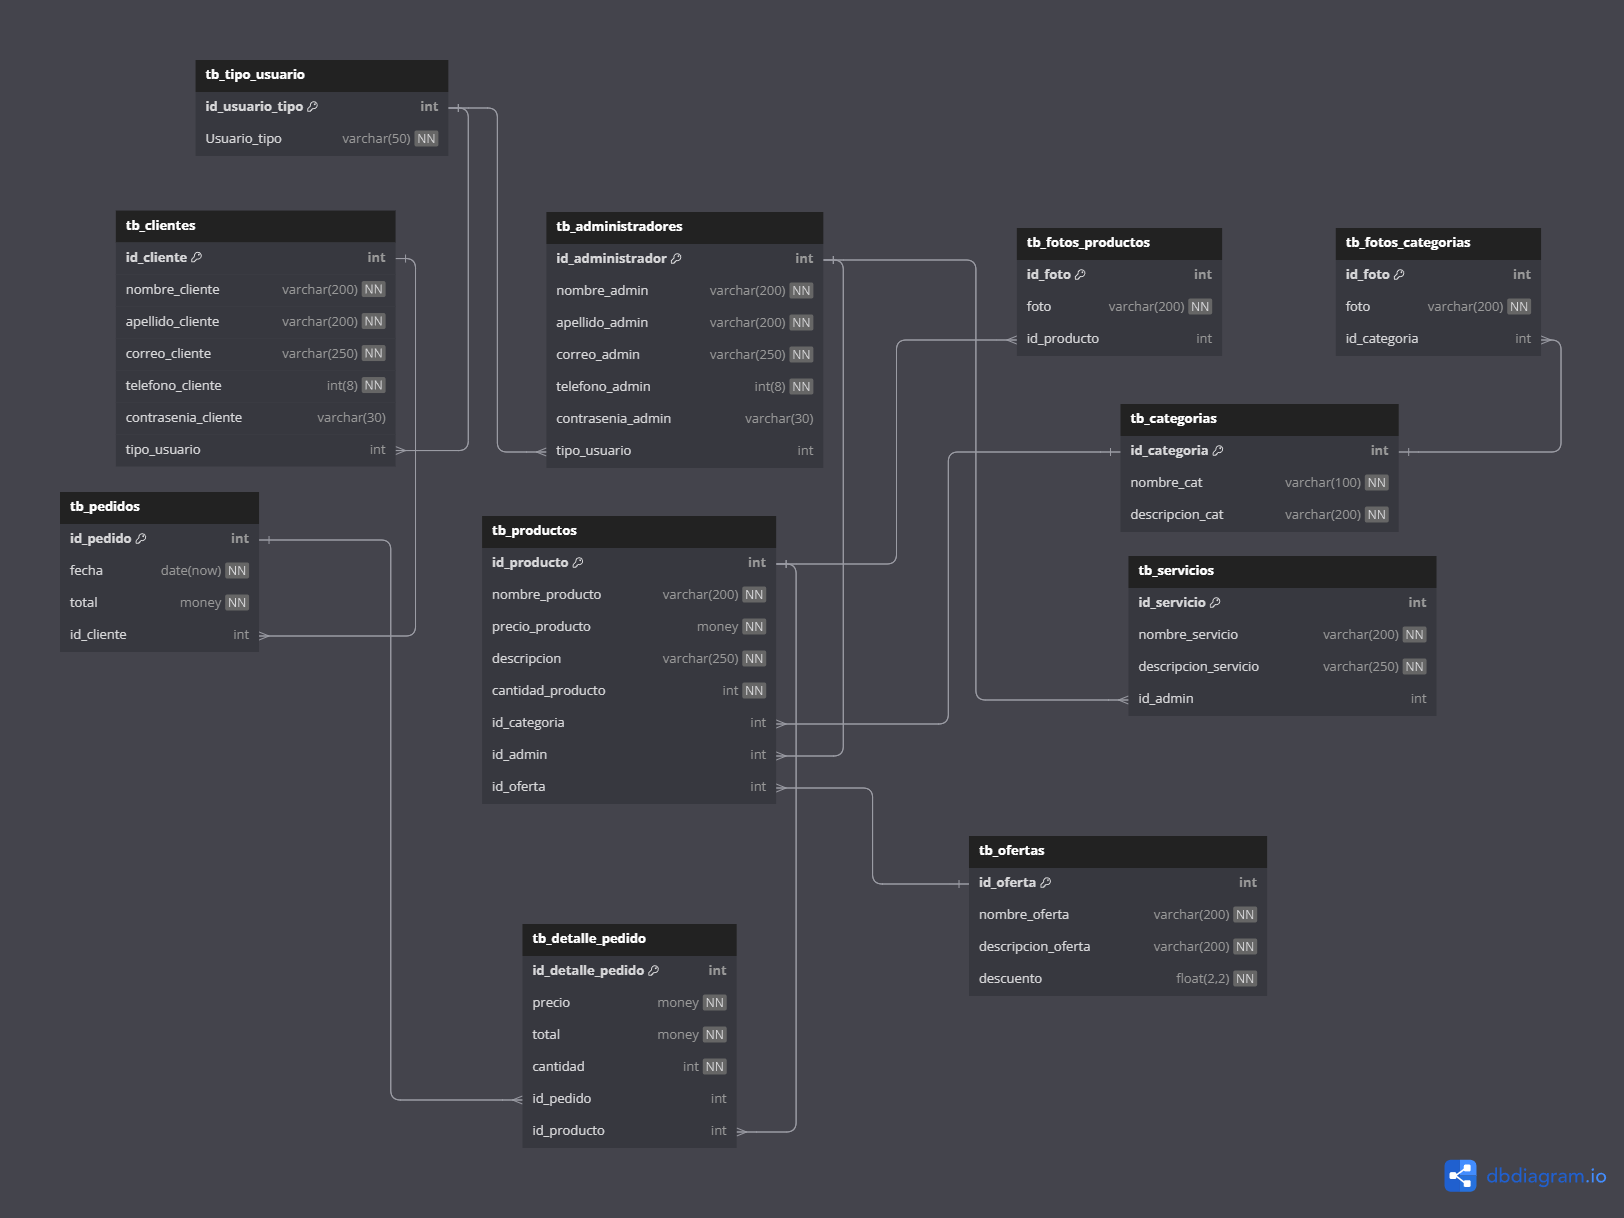 tb_tipo_usuario
id_usuario_tipo int
Usuario_tipo varchar(50) NN
tb_clientes
id_cliente int
nombre_cliente varchar(200) NN
apellido_cliente varchar(200) NN
correo_cliente varchar(250) NN
telefono_cliente int(8) NN
contrasenia_cliente varchar(30)
tipo_usuario int
tb_administradores
id_administrador int
nombre_admin varchar(200) NN
apellido_admin varchar(200) NN
correo_admin varchar(250) NN
telefono_admin int(8) NN
contrasenia_admin varchar(30)
tipo_usuario int
tb_fotos_productos
id_foto int
foto varchar(200) NN
id_producto int
tb_fotos_categorias
id_foto int
foto varchar(200) NN
id_categoria int
tb_categorias
id_categoria int
nombre_cat varchar(100) NN
descripcion_cat varchar(200) NN
tb_pedidos
id_pedido int
fecha date(now) NN
total money NN
id_cliente int
tb_productos
id_producto int
nombre_producto varchar(200) NN
precio_producto money NN
descripcion varchar(250) NN
cantidad_producto int NN
id_categoria int
id_admin int
id_oferta int
tb_servicios
id_servicio int
nombre_servicio varchar(200) NN
descripcion_servicio varchar(250) NN
id_admin int
tb_ofertas
id_oferta int
nombre_oferta varchar(200) NN
descripcion_oferta varchar(200) NN
descuento float(2,2) NN
tb_detalle_pedido
id_detalle_pedido int
precio money NN
total money NN
cantidad int NN
id_pedido int
id_producto int
dbdiagram.io